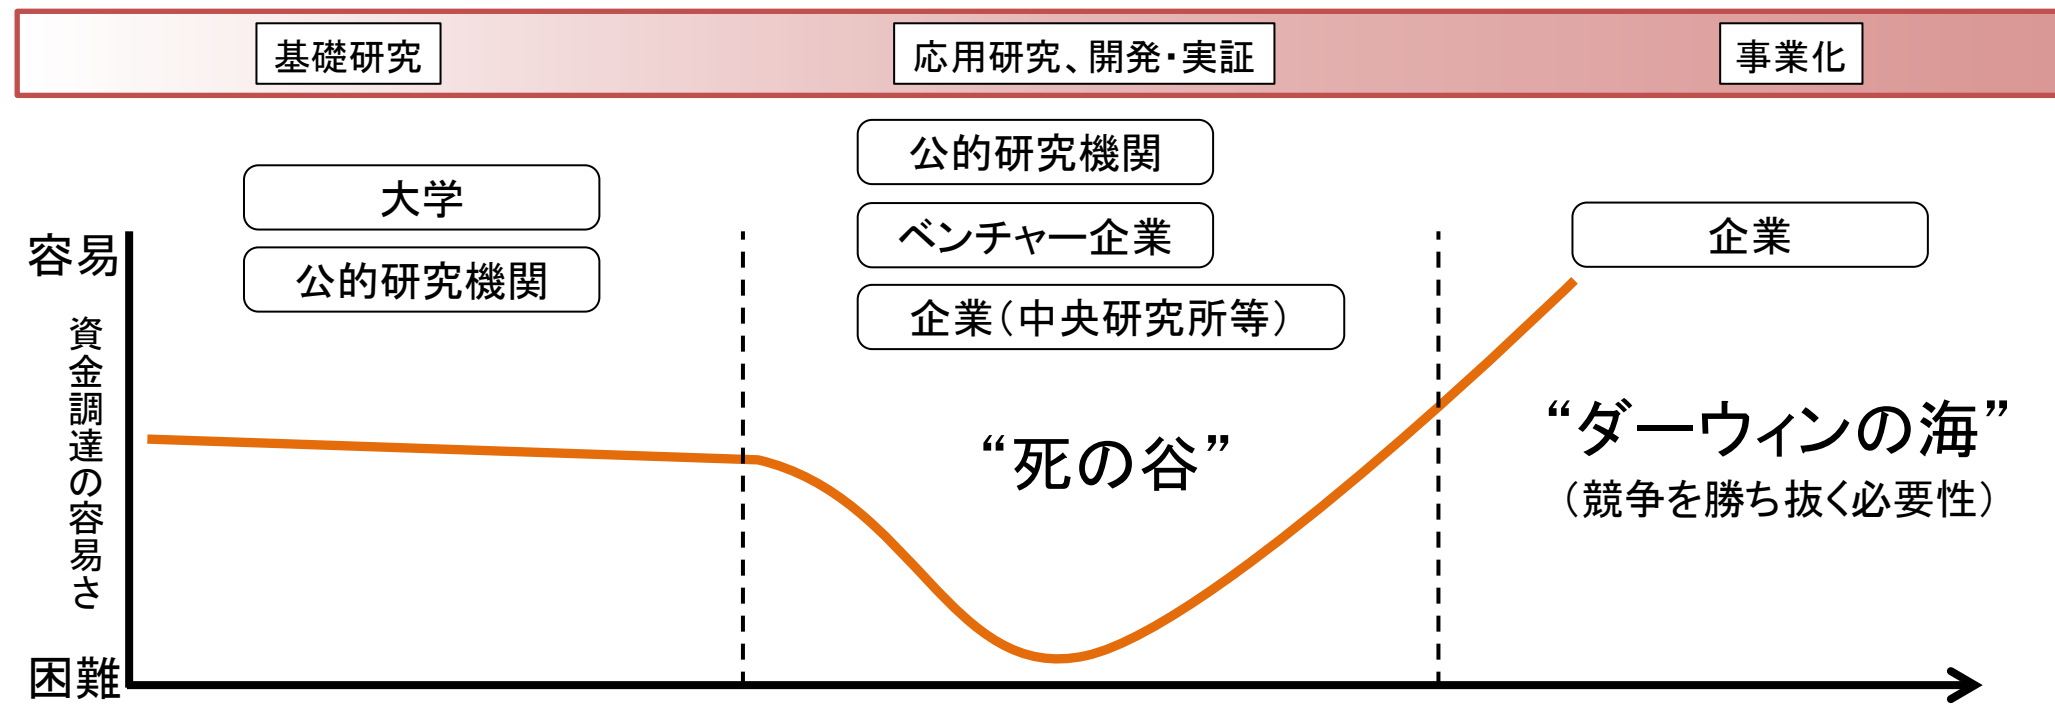 基礎研究
応用研究、開発・実証
事業化
大学
公的研究機関
公的研究機関
ベンチャー企業
企業（中央研究所等）
企業
容易
資金調達の容易さ
困難
“死の谷”
“ダーウィンの海”
（競争を勝ち抜く必要性）